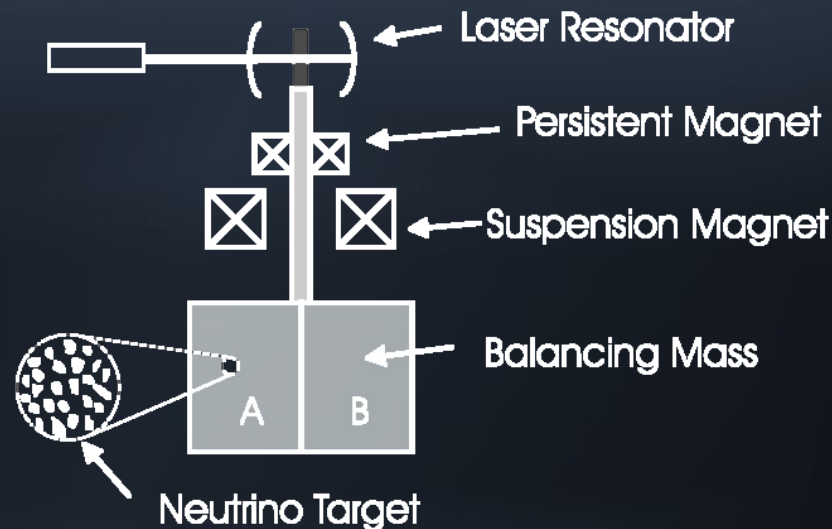 Laser Resonator
Persistent Magnet
Suspension Magnet
Balancing Mass
A
B
Neutrino Target